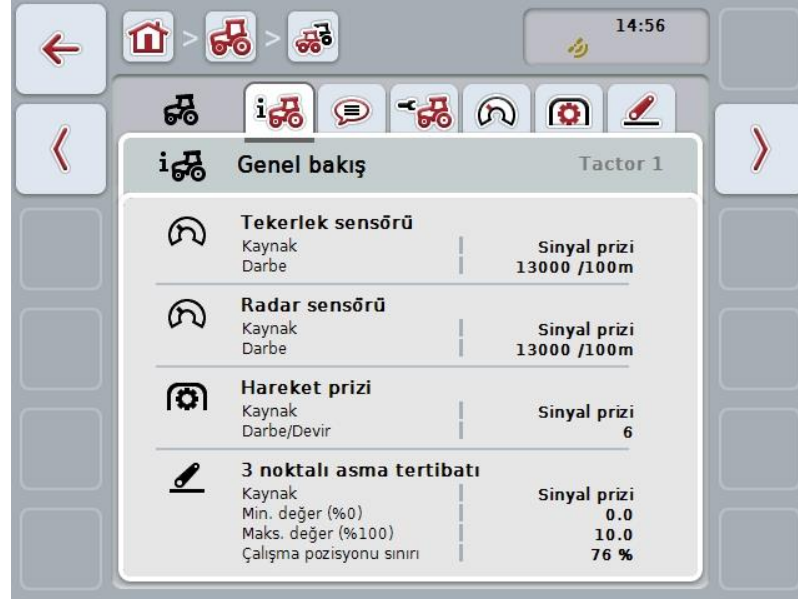 14:56
Genel bakış Tactor 1
Tekerlek sensőrü
Kaynak Sinyal prizi
Darbe 13000 /100m
Radar sensőrü
Kaynak Sinyal prizi
Darbe 13000 /100m
Hareket prizi
Kaynak Sinyal prizi
Darbe/Devir 6
3 noktalı asma tertibatı
Kaynak Sinyal prizi
Min. değer (%0) 0.0
Maks. değer (%100) 10.0
Çalışma pozisyonu sınırı 76 %